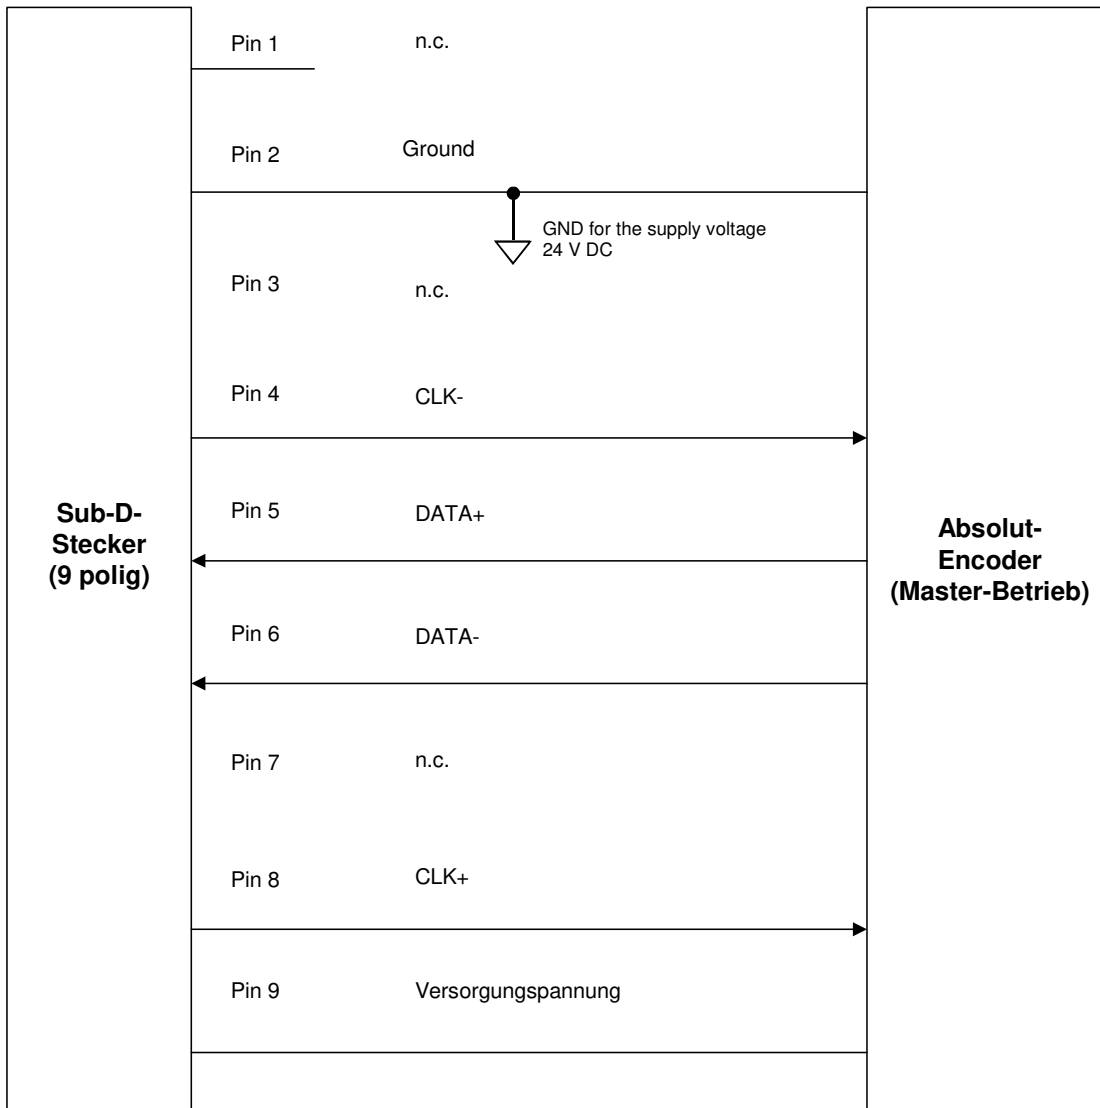 Pin 1
n.c.
Pin 2
Ground
GND for the supply voltage
24 V DC
Pin 3
n.c.
Pin 4
CLK-
Sub-D-
Stecker
(9 polig)
Pin 5
DATA+
Absolut-
Encoder
(Master-Betrieb)
Pin 6
DATA-
Pin 7
n.c.
Pin 8
CLK+
Pin 9
Versorgungspannung